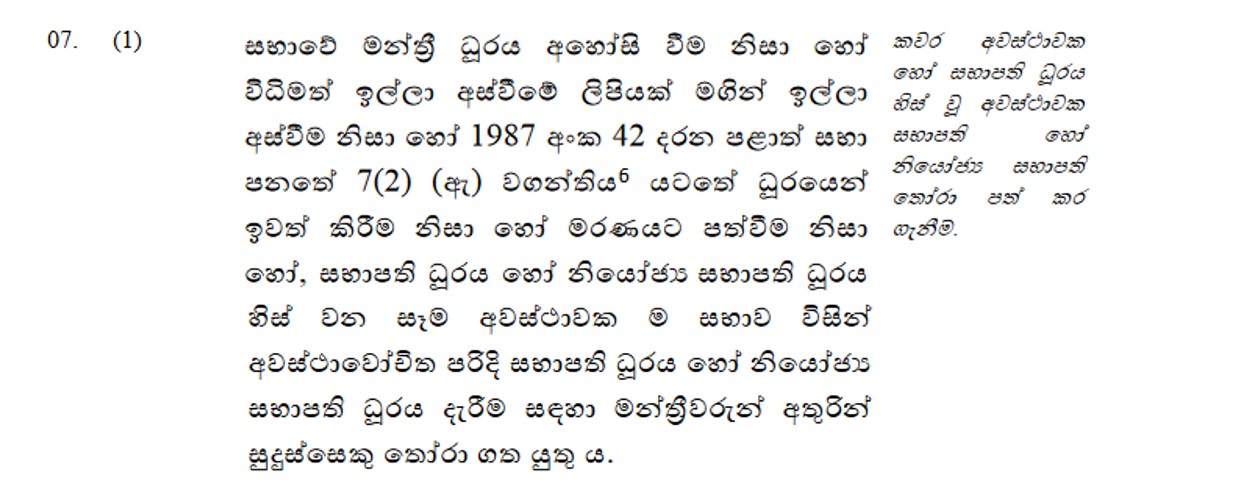 07. (1)
සභාවේ මන්ත්‍රී ධූරය අහෝසි වීම නිසා හෝ
විධිමත් ඉල්ලා අස්වීමේ ලිපියක් මගින් ඉල්ලා
අස්වීම නිසා හෝ 1987 අංක 42 දරන පළාත් සභා
පනතේ 7(2) (ඇ) වගන්තිය6 යටතේ ධූරයෙන්
ඉවත් කිරීම නිසා හෝ මරණයට පත්වීම නිසා
හෝ, සභාපති ධූරය හෝ නියෝජ්‍ය සභාපති ධූරය
හිස් වන සෑම අවස්ථාවක ම සභාව විසින්
අවස්ථාවෝචිත පරිදි සභාපති ධූරය හෝ නියෝජ්‍ය
සභාපති ධූරය දැරීම සඳහා මන්ත්‍රීවරුන් අතුරින්
සුදුස්සෙකු තෝරා ගත යුතු ය.
කවර අවස්ථාවක
හෝ සභාපති ධූරය
හිස් වූ අවස්ථාවක
සභාපති හෝ
නියෝජ්‍ය සභාපති
තෝරා පත් කර
ගැනීම.